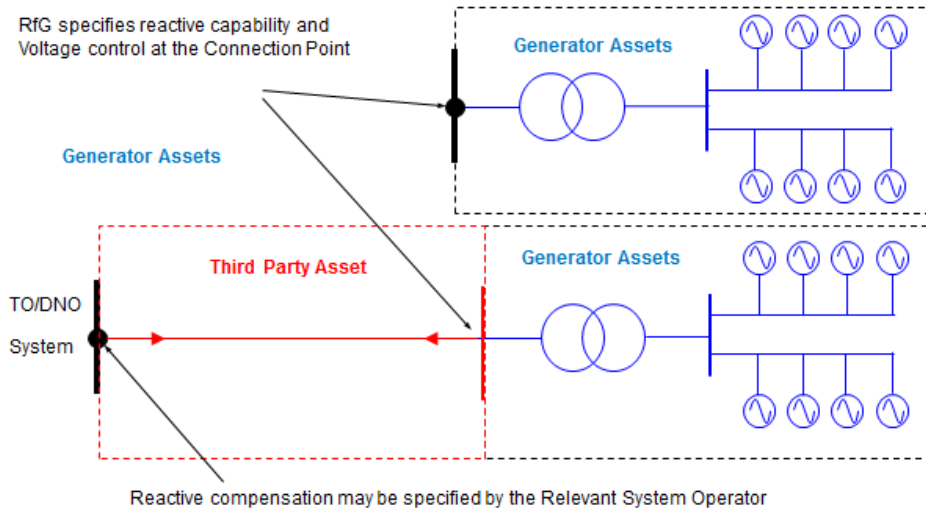 RfG specifies reactive capability and
Voltage control at the Connection Point
Generator Assets
Generator Assets
Third Party Asset
Generator Assets
TO/DNO
System
Reactive compensation may be specified by the Relevant System Operator